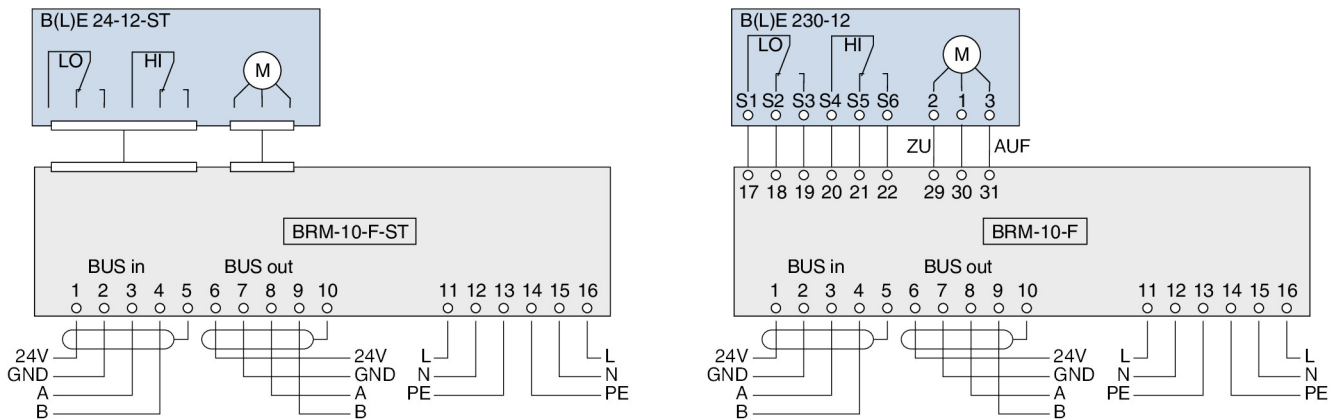 B(L)E 24-12-ST
LO HI M
BRM-10-F-ST
BUS in BUS out
1 2 3 4 5 6 7 8 9 10 11 12 13 14 15 16
24V 24V L L
GND GND N N
A A PE PE
B B
B(L)E 230-12
LO HI M
S1 S2 S3 S4 S5 S6 2 1 3
ZU AUF
17 18 19 20 21 22 29 30 31
BRM-10-F
BUS in BUS out
1 2 3 4 5 6 7 8 9 10 11 12 13 14 15 16
24V 24V L L
GND GND N N
A A PE PE
B B